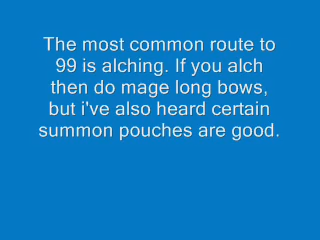 The most common route to
99 is alching. If you alch
then do mage long bows,
but i've also heard certain
summon pouches are good.